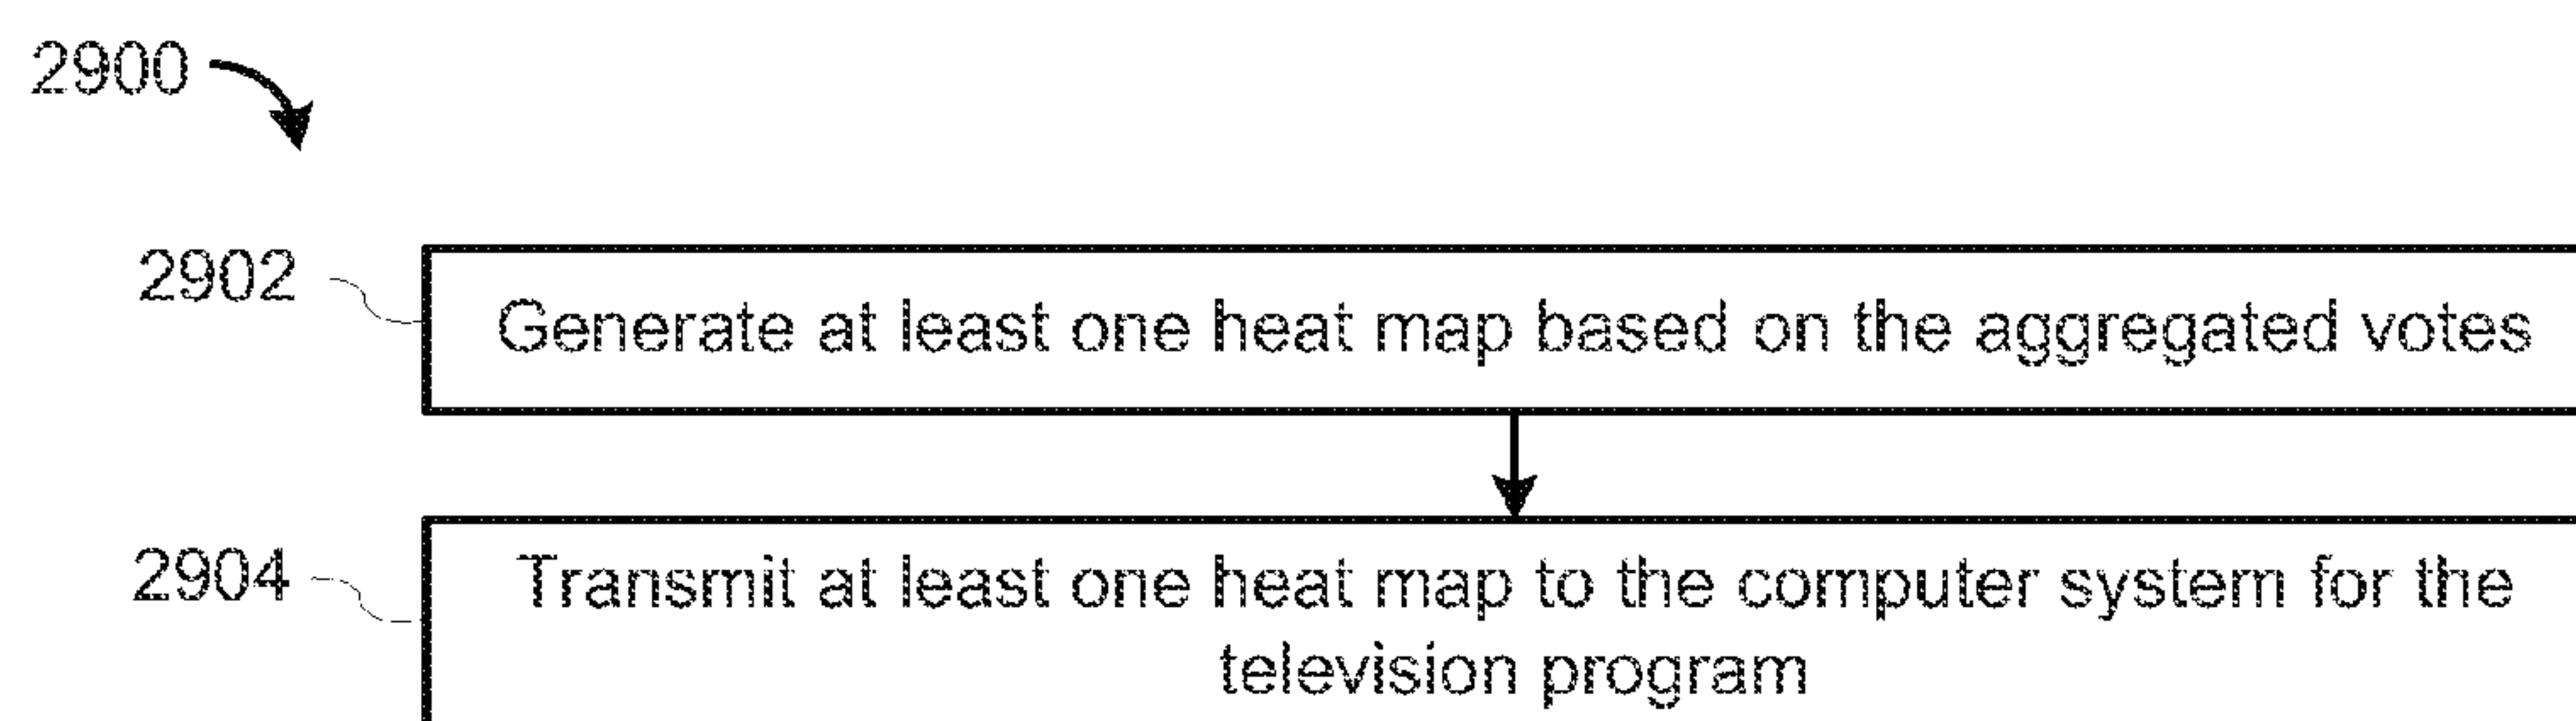 2900
2902
Generate at least one heat map based on the aggregated votes
2904
Transmit at least one heat map to the computer system for the
television program